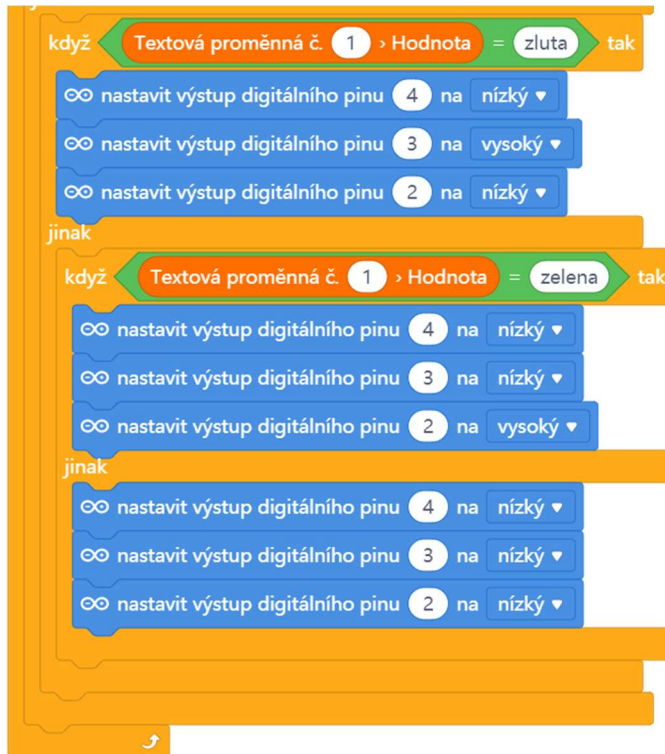 když Textová proměnná č. 1 › Hodnota = zluta tak
nastavit výstup digitálního pinu 4 na nízký
nastavit výstup digitálního pinu 3 na vysoký
nastavit výstup digitálního pinu 2 na nízký
jinak
když Textová proměnná č. 1 › Hodnota = zelena tak
nastavit výstup digitálního pinu 4 na nízký
nastavit výstup digitálního pinu 3 na nízký
nastavit výstup digitálního pinu 2 na vysoký
jinak
nastavit výstup digitálního pinu 4 na nízký
nastavit výstup digitálního pinu 3 na nízký
nastavit výstup digitálního pinu 2 na nízký